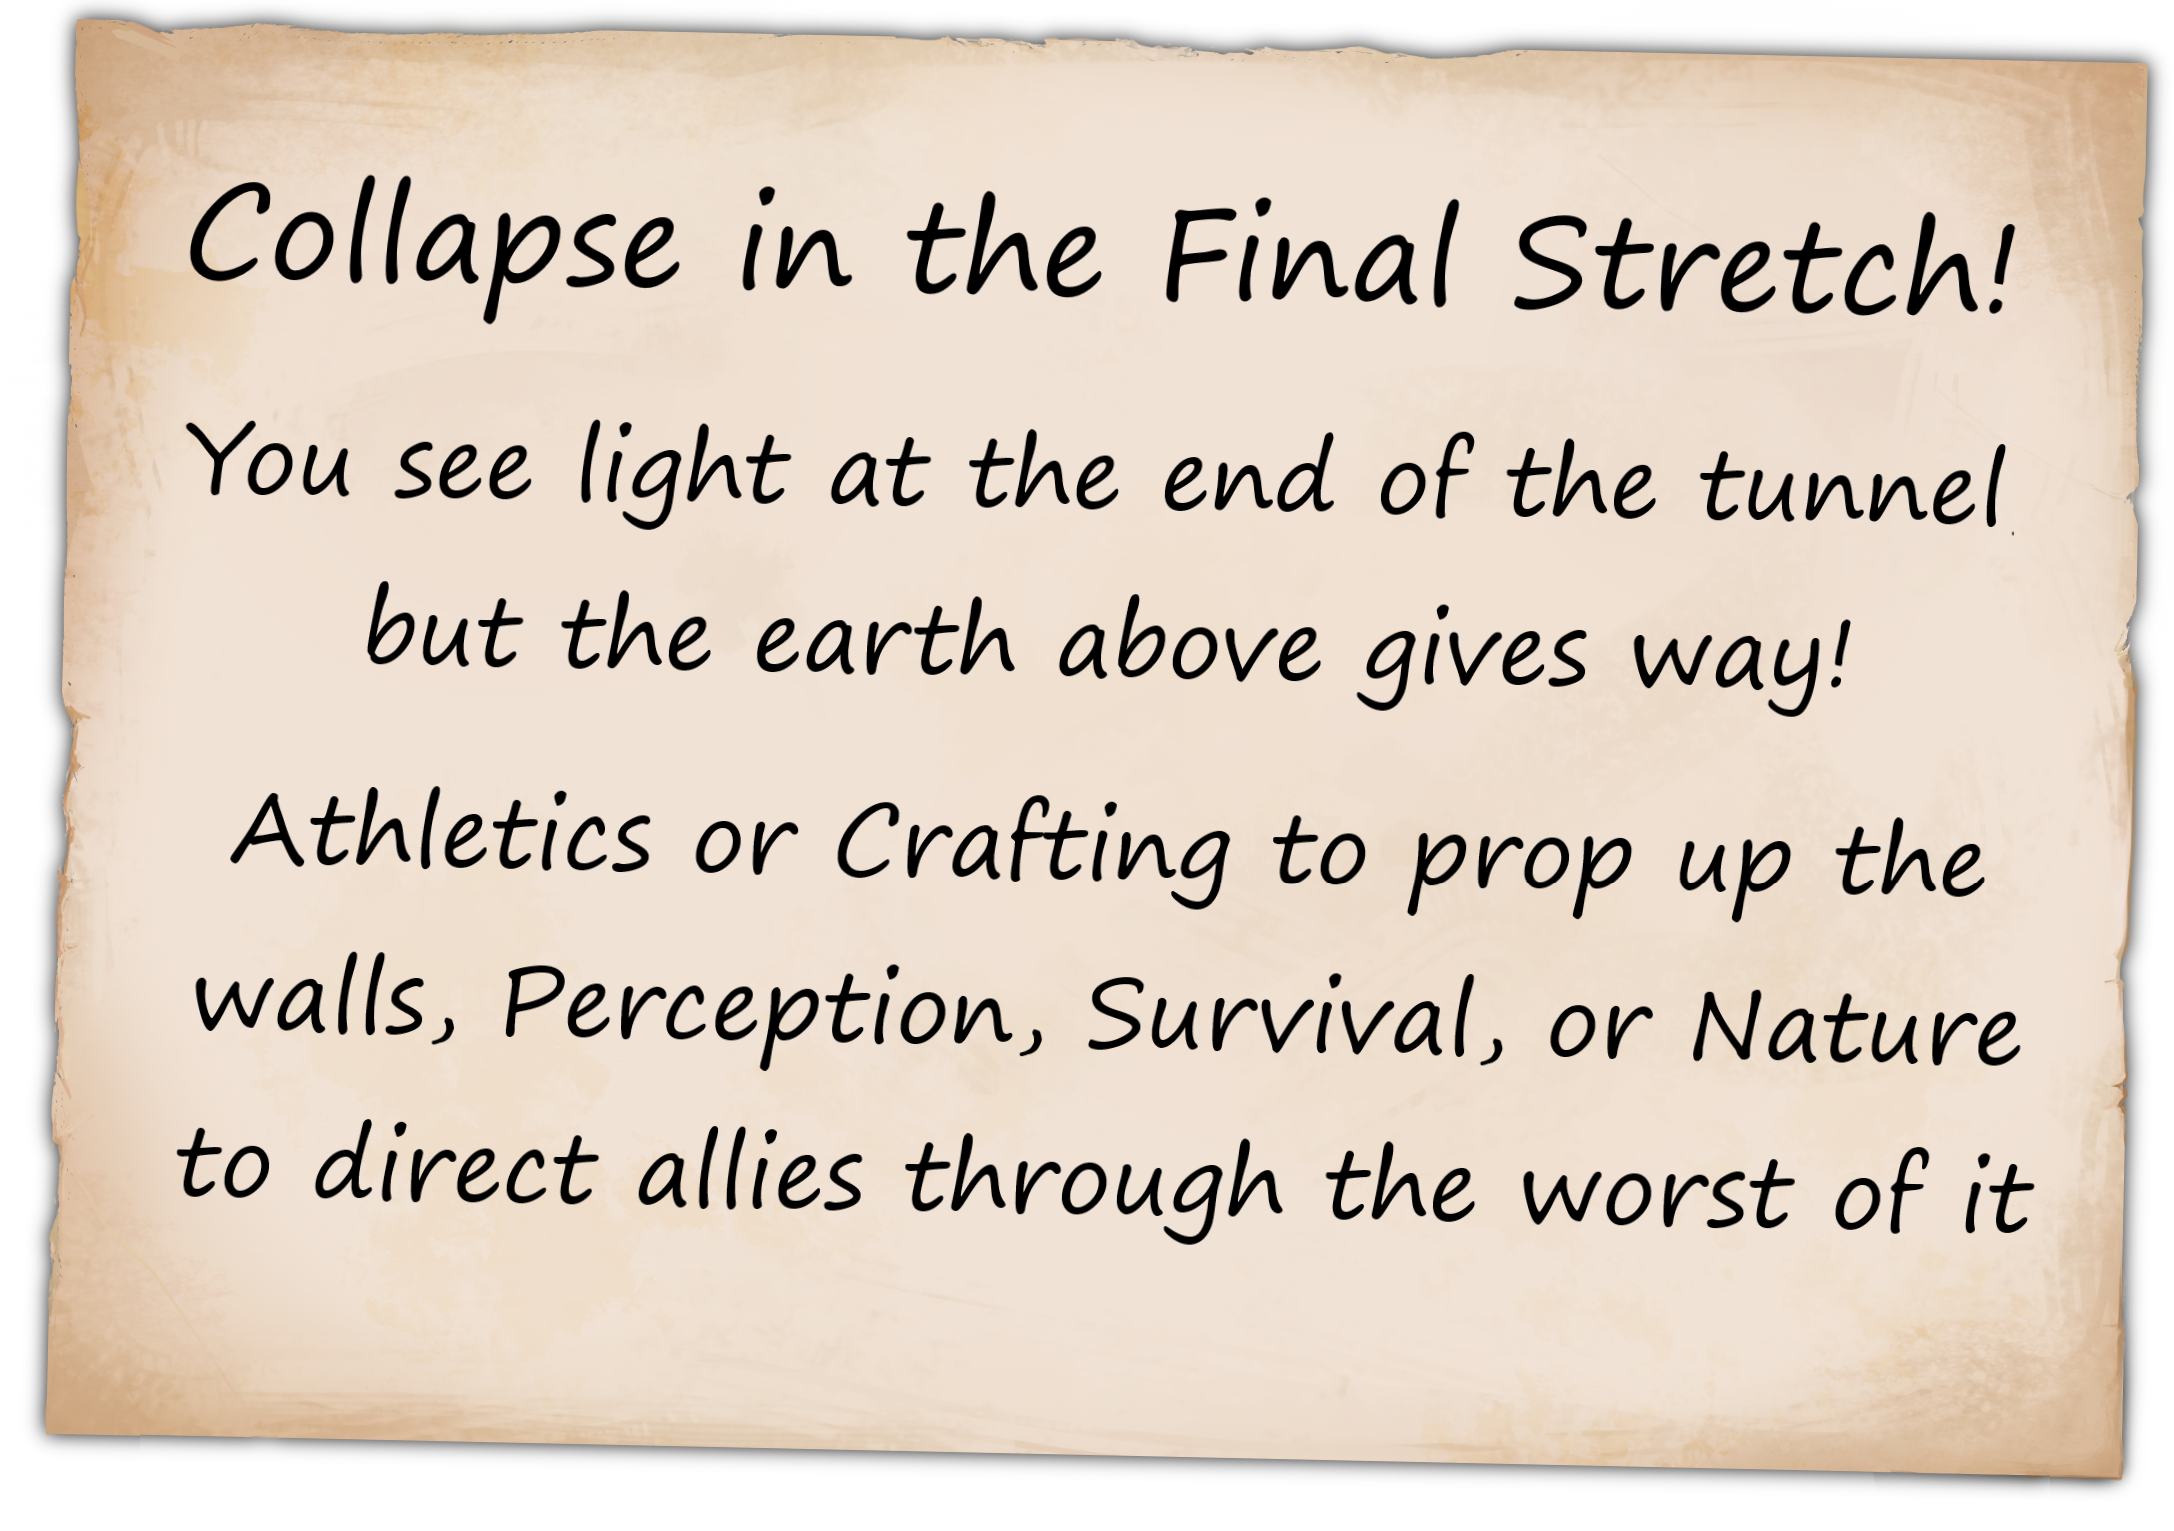 Collapse in the Final Stretch!
You see light at the end of the tunnel
but the earth above gives way!
Athletics or Crafting to prop up the
walls, Perception, Survival, or Nature
to direct allies through the worst of it